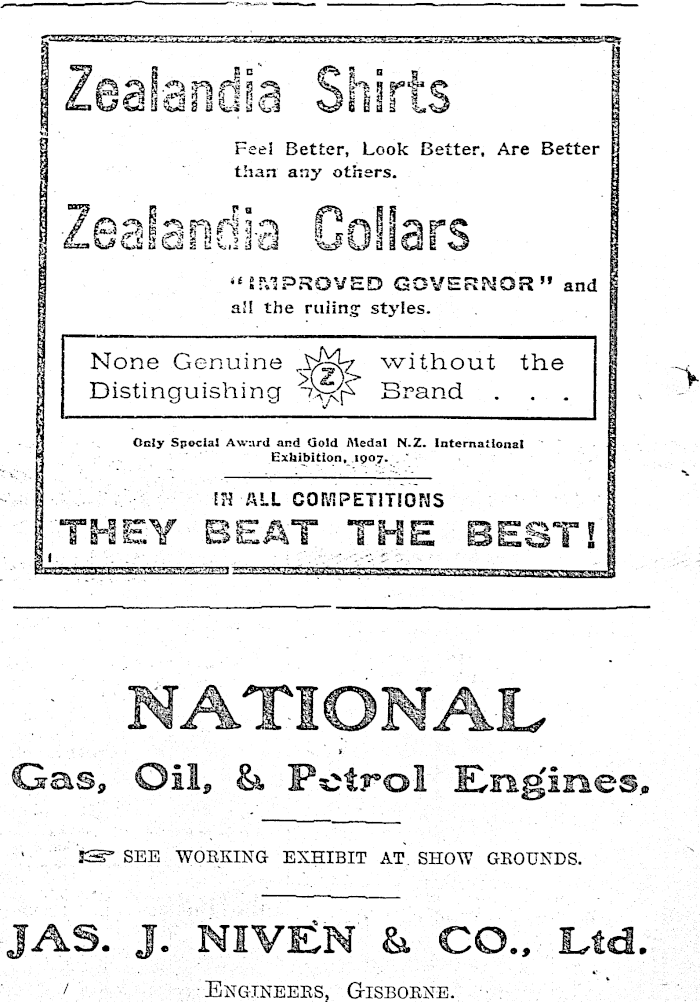 Zealandia Shirts
Feel Better, Look Better, Are Better
than any others.
Zealandia Collars
"IMPROVED GOVERNOR" and
all the ruling styles.
None Genuine Z without the
Distinguishing Brand . . .
Only Special Award and Gold Medal N.Z. International
Exhibition, 1907.
IN ALL COMPETITIONS
THEY BEAT THE BEST!
NATIONAL
Gas, Oil, & Petrol Engines.
☞ SEE WORKING EXHIBIT AT SHOW GROUNDS.
JAS. J. NIVEN & CO., Ltd.
ENGINEERS, GISBORNE.